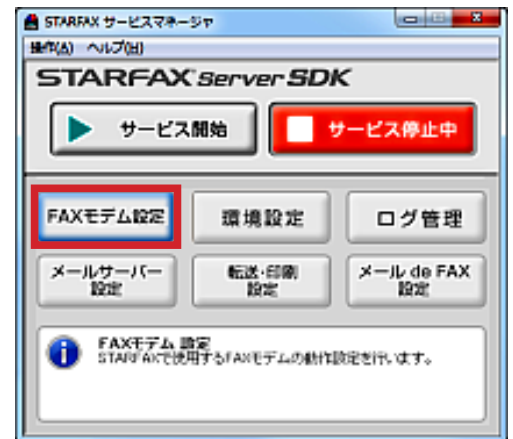 STARFAX サービスマネージャ
操作(A) ヘルプ(H)
STARFAX Server SDK
サービス開始
サービス停止中
FAXモデム設定
環境設定
ログ管理
メールサーバー
設定
転送・印刷
設定
メール de FAX
設定
FAXモデム 設定
STARFAXで使用するFAXモデムの動作設定を行います。